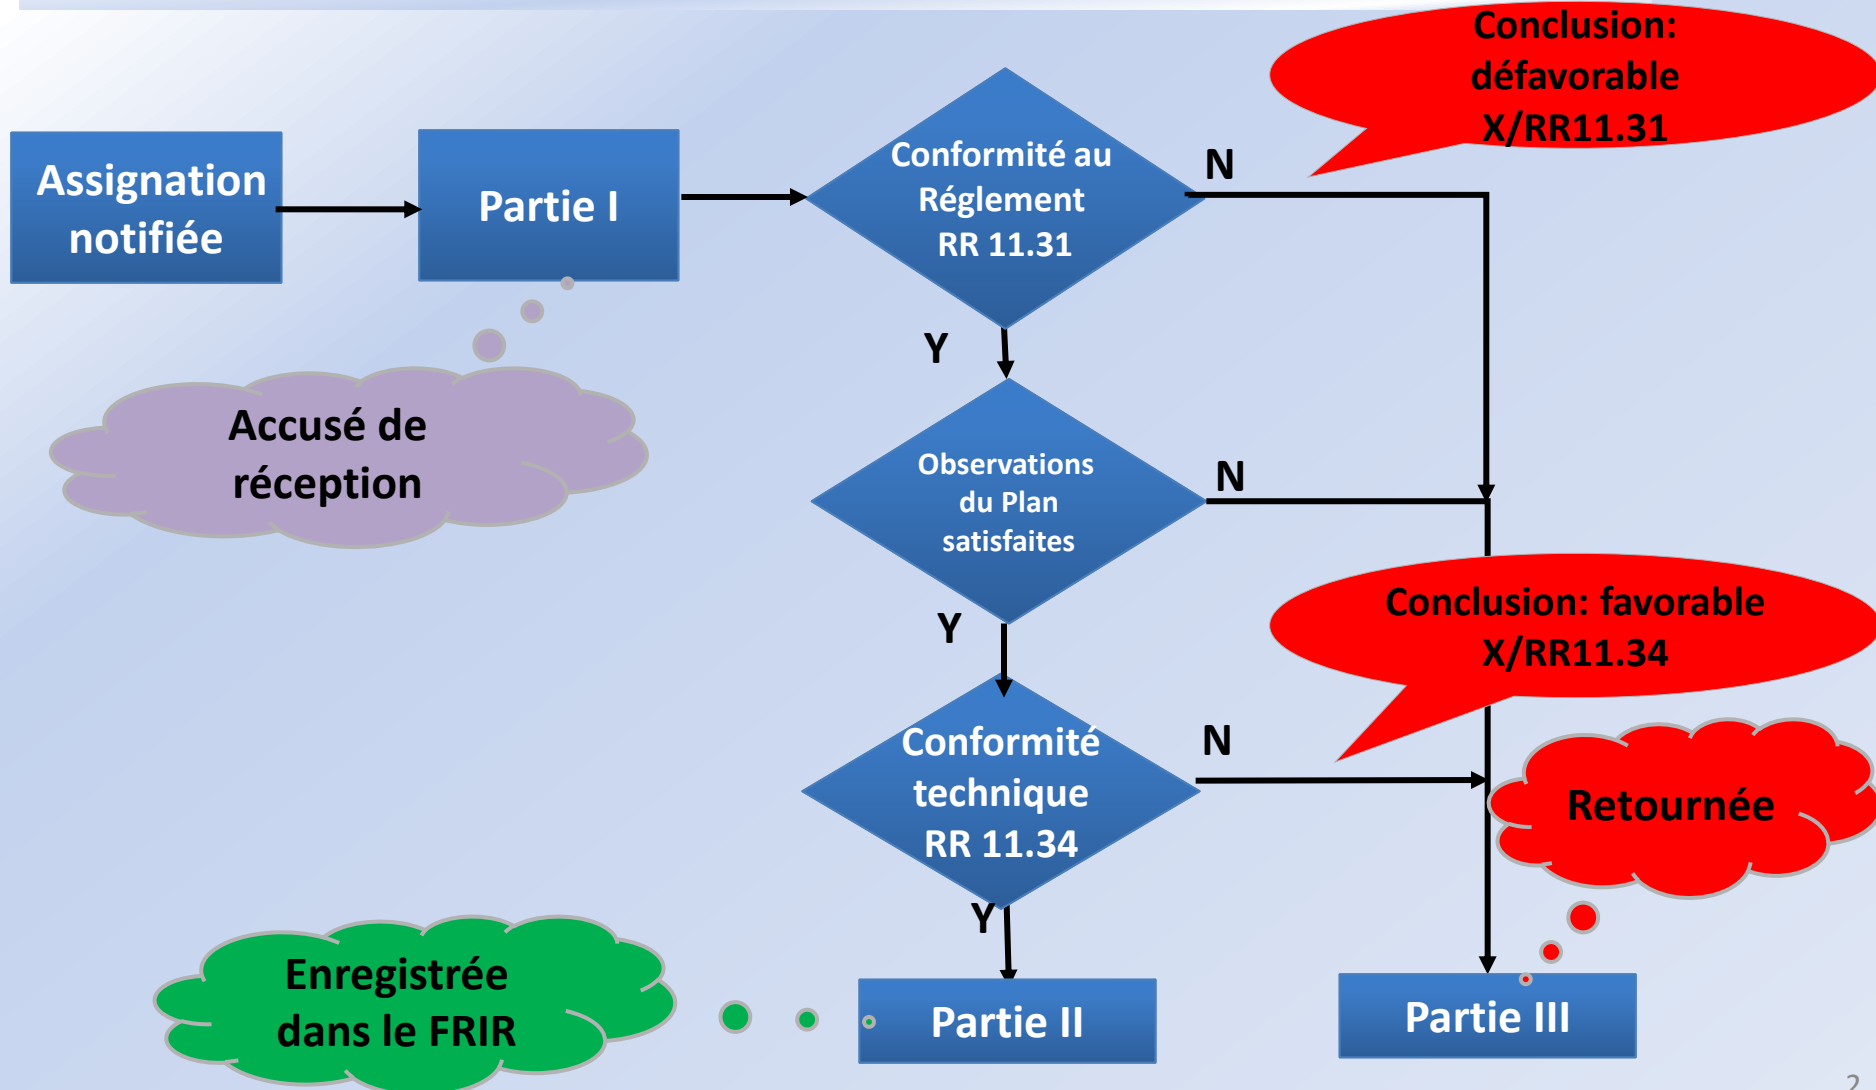 Conclusion:
défavorable
X/RR11.31
Assignation
notifiée
Partie I
Conformité au
Réglement
RR 11.31
N
Y
Accusé de
réception
Observations
du Plan
satisfaites
N
Y
Conclusion: favorable
X/RR11.34
Conformité
technique
RR 11.34
N
Retournée
Y
Enregistrée
dans le FRIR
Partie II
Partie III
2